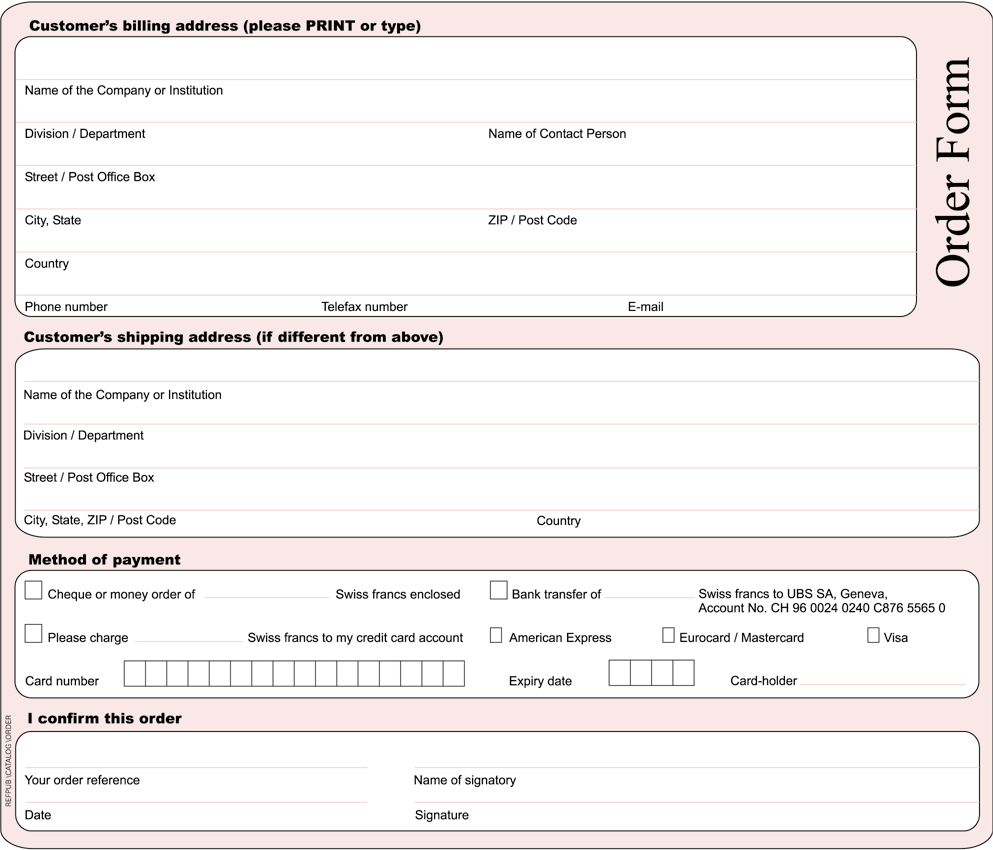 Customer's billing address (please PRINT or type)
Order Form
Name of the Company or Institution
Division / Department Name of Contact Person
Street / Post Office Box
City, State ZIP / Post Code
Country
Phone number Telefax number E-mail
Customer's shipping address (if different from above)
Name of the Company or Institution
Division / Department
Street / Post Office Box
City, State, ZIP / Post Code Country
Method of payment
Cheque or money order of Swiss francs enclosed Bank transfer of Swiss francs to UBS SA, Geneva,
Account No. CH 96 0024 0240 C876 5565 0
Please charge Swiss francs to my credit card account American Express Eurocard / Mastercard Visa
Card number Expiry date Card-holder
I confirm this order
Your order reference Name of signatory
Date Signature
REFPUB\CATALOG\ORDER